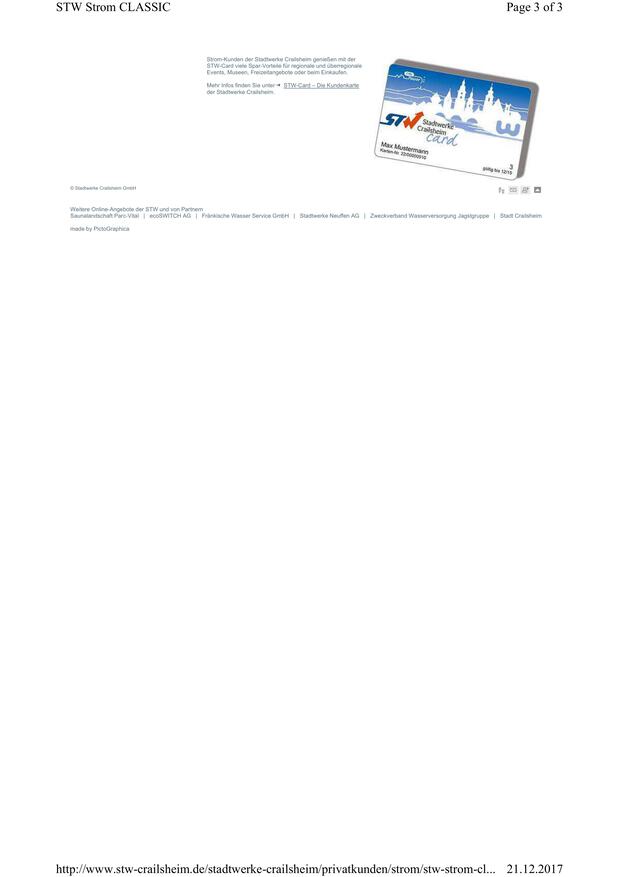 STW Strom CLASSIC
Page 3 of 3
Strom-Kunden der Stadtwerke Crailsheim genießen mit der
STW-Card viele Spar-Vorteile für regionale und überregionale
Events, Museen, Freizeitangebote oder beim Einkaufen.
Mehr Infos finden Sie unter ➝ STW-Card – Die Kundenkarte
der Stadtwerke Crailsheim.
STW
Stadtwerke
Crailsheim
card
Max Mustermann
Karten-Nr. 22/00000010
3
gültig bis 12/15
© Stadtwerke Crailsheim GmbH
Weitere Online-Angebote der STW und von Partnern
Saunalandschaft Parc-Vital | ecoSWITCH AG | Fränkische Wasser Service GmbH | Stadtwerke Neuffen AG | Zweckverband Wasserversorgung Jagstgruppe | Stadt Crailsheim
made by PictoGraphica
http://www.stw-crailsheim.de/stadtwerke-crailsheim/privatkunden/strom/stw-strom-cl... 21.12.2017